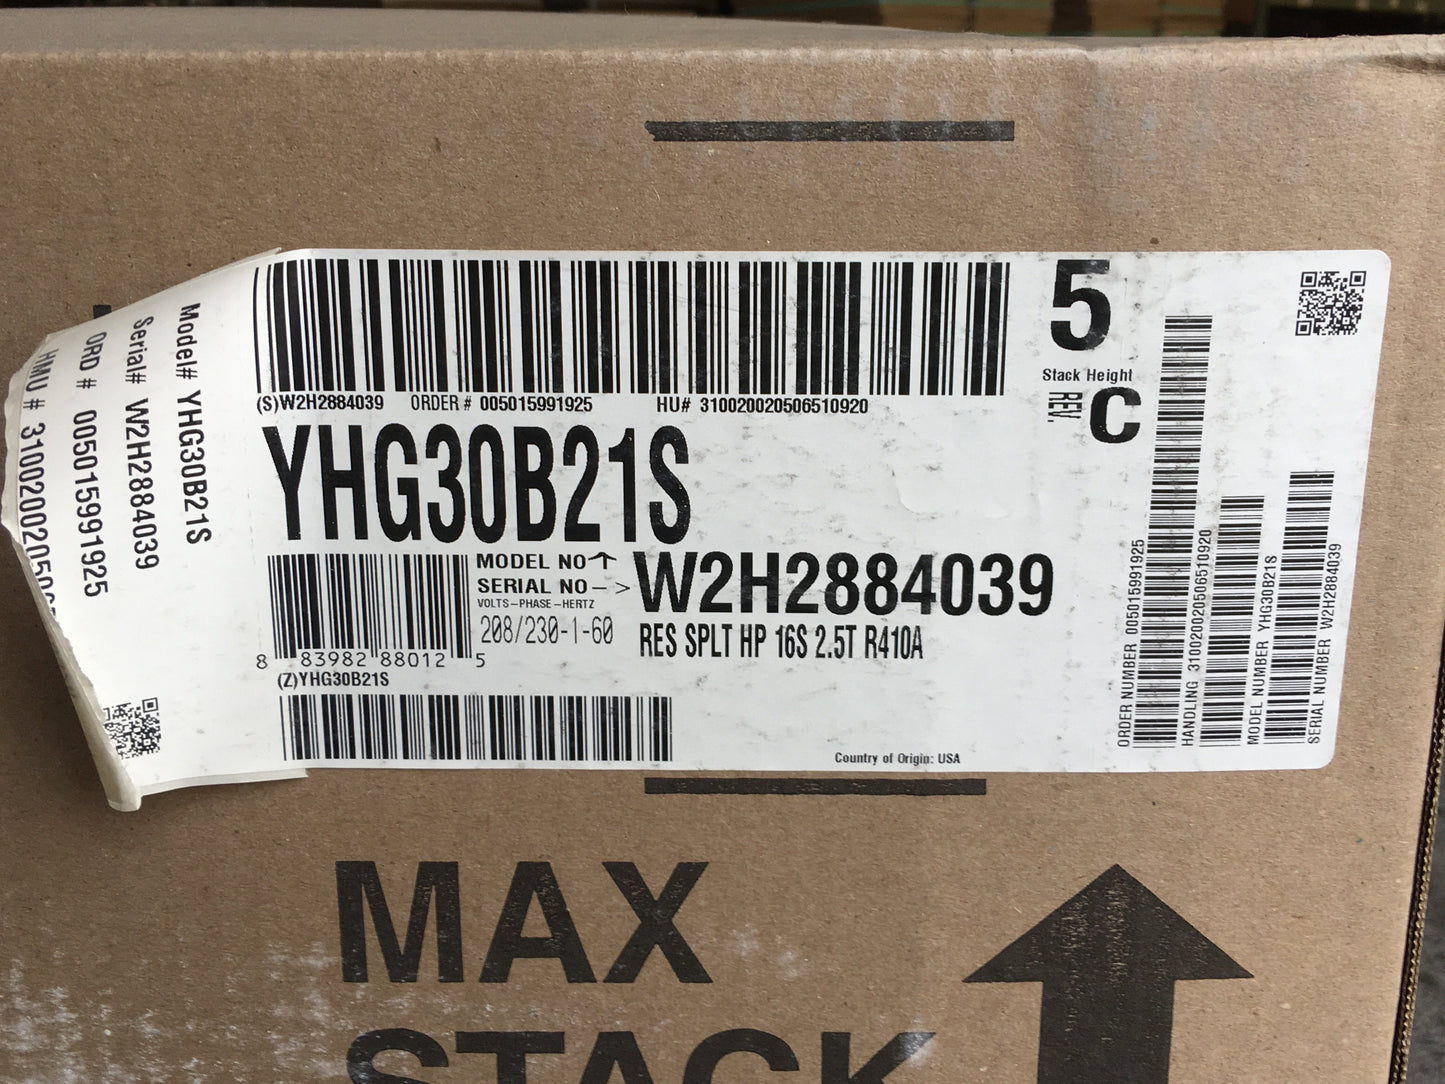 5
Stack Height
REV. C
(S)W2H2884039 ORDER # 005015991925 HU# 310020020506510920
YHG30B21S
MODEL NO ↑
SERIAL NO -->
W2H2884039
VOLTS-PHASE-HERTZ
208/230-1-60
RES SPLT HP 16S 2.5T R410A
8 83982 88012 5
(Z)YHG30B21S
Country of Origin: USA
ORDER NUMBER 005015991925
HANDLING 310020020506510920
MODEL NUMBER YHG30B21S
SERIAL NUMBER W2H2884039
Model# YHG30B21S
Serial# W2H2884039
ORD # 005015991925
HMU #
MAX
STACK